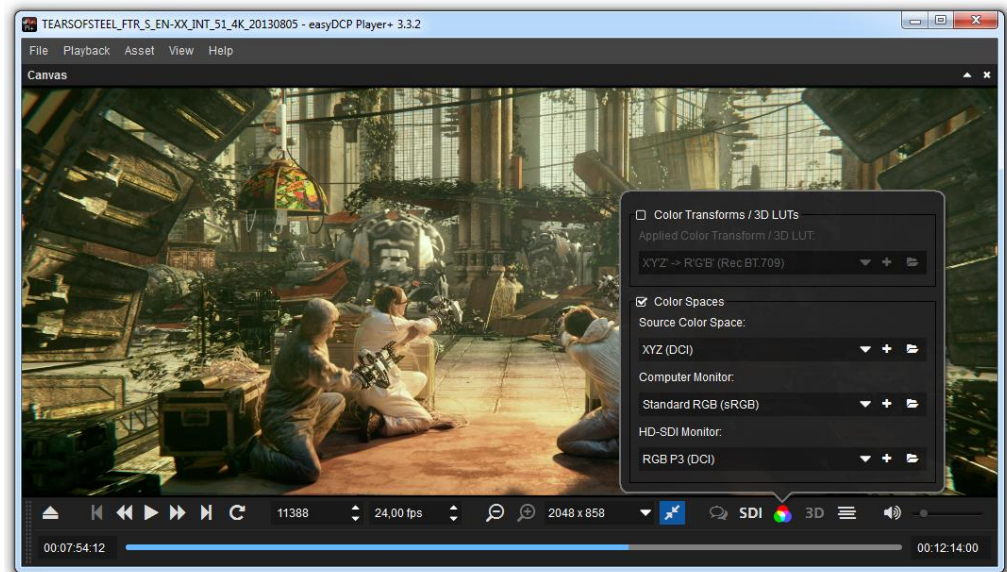 TEARSOFSTEEL_FTR_S_EN-XX_INT_51_4K_20130805 - easyDCP Player+ 3.3.2
File Playback Asset View Help
Canvas
Color Transforms / 3D LUTs
Applied Color Transform / 3D LUT:
X'Y'Z' -> R'G'B' (Rec BT.709)
Color Spaces
Source Color Space:
XYZ (DCI)
Computer Monitor:
Standard RGB (sRGB)
HD-SDI Monitor:
RGB P3 (DCI)
11388 24,00 fps 2048 x 858 SDI 3D
00:07:54:12 00:12:14:00